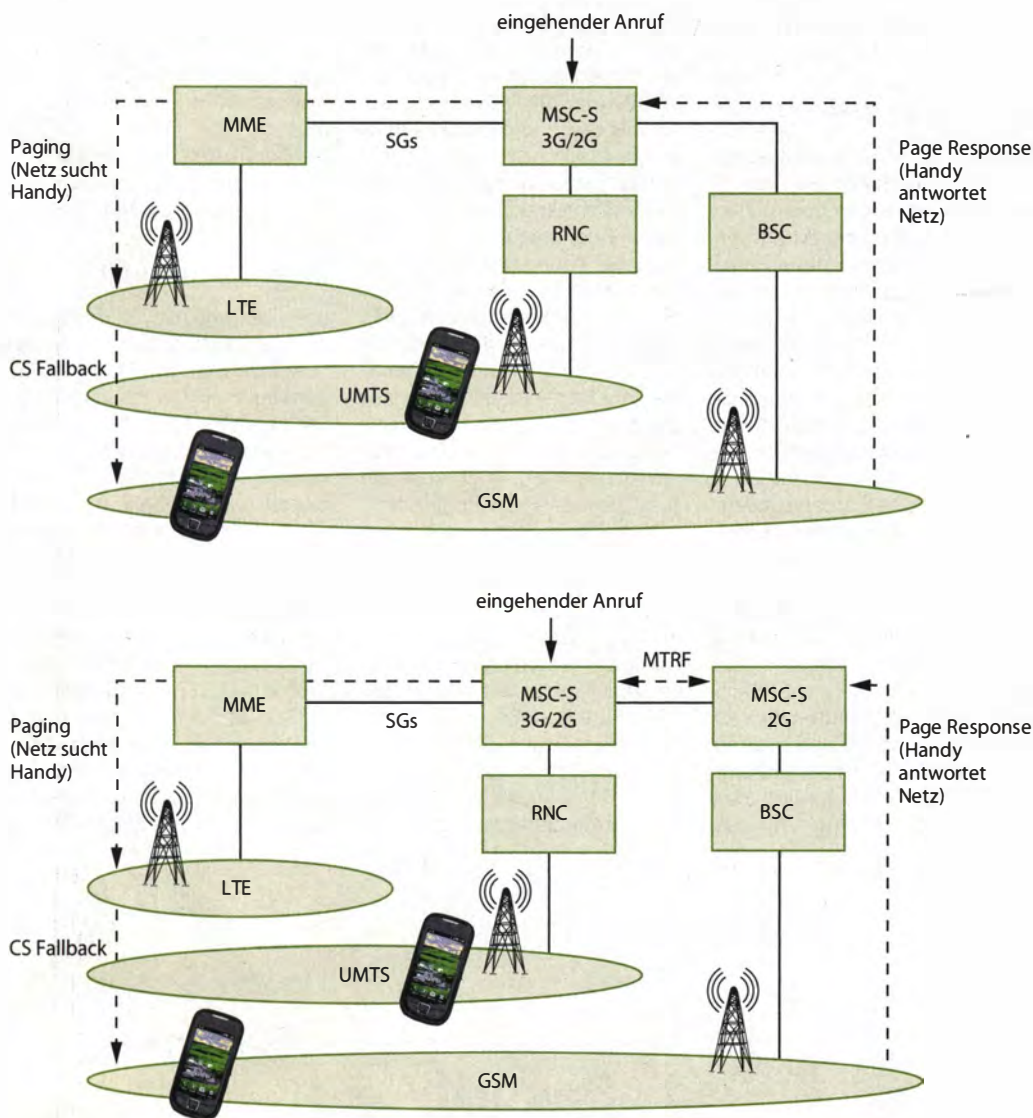 eingehender Anruf
MME
MSC-S
3G/2G
SGs
Paging
(Netz sucht
Handy)
Page Response
(Handy
antwortet
Netz)
RNC
BSC
LTE
CS Fallback
UMTS
GSM
eingehender Anruf
MTRF
MME
MSC-S
3G/2G
MSC-S
2G
SGs
Paging
(Netz sucht
Handy)
Page Response
(Handy
antwortet
Netz)
RNC
BSC
LTE
CS Fallback
UMTS
GSM